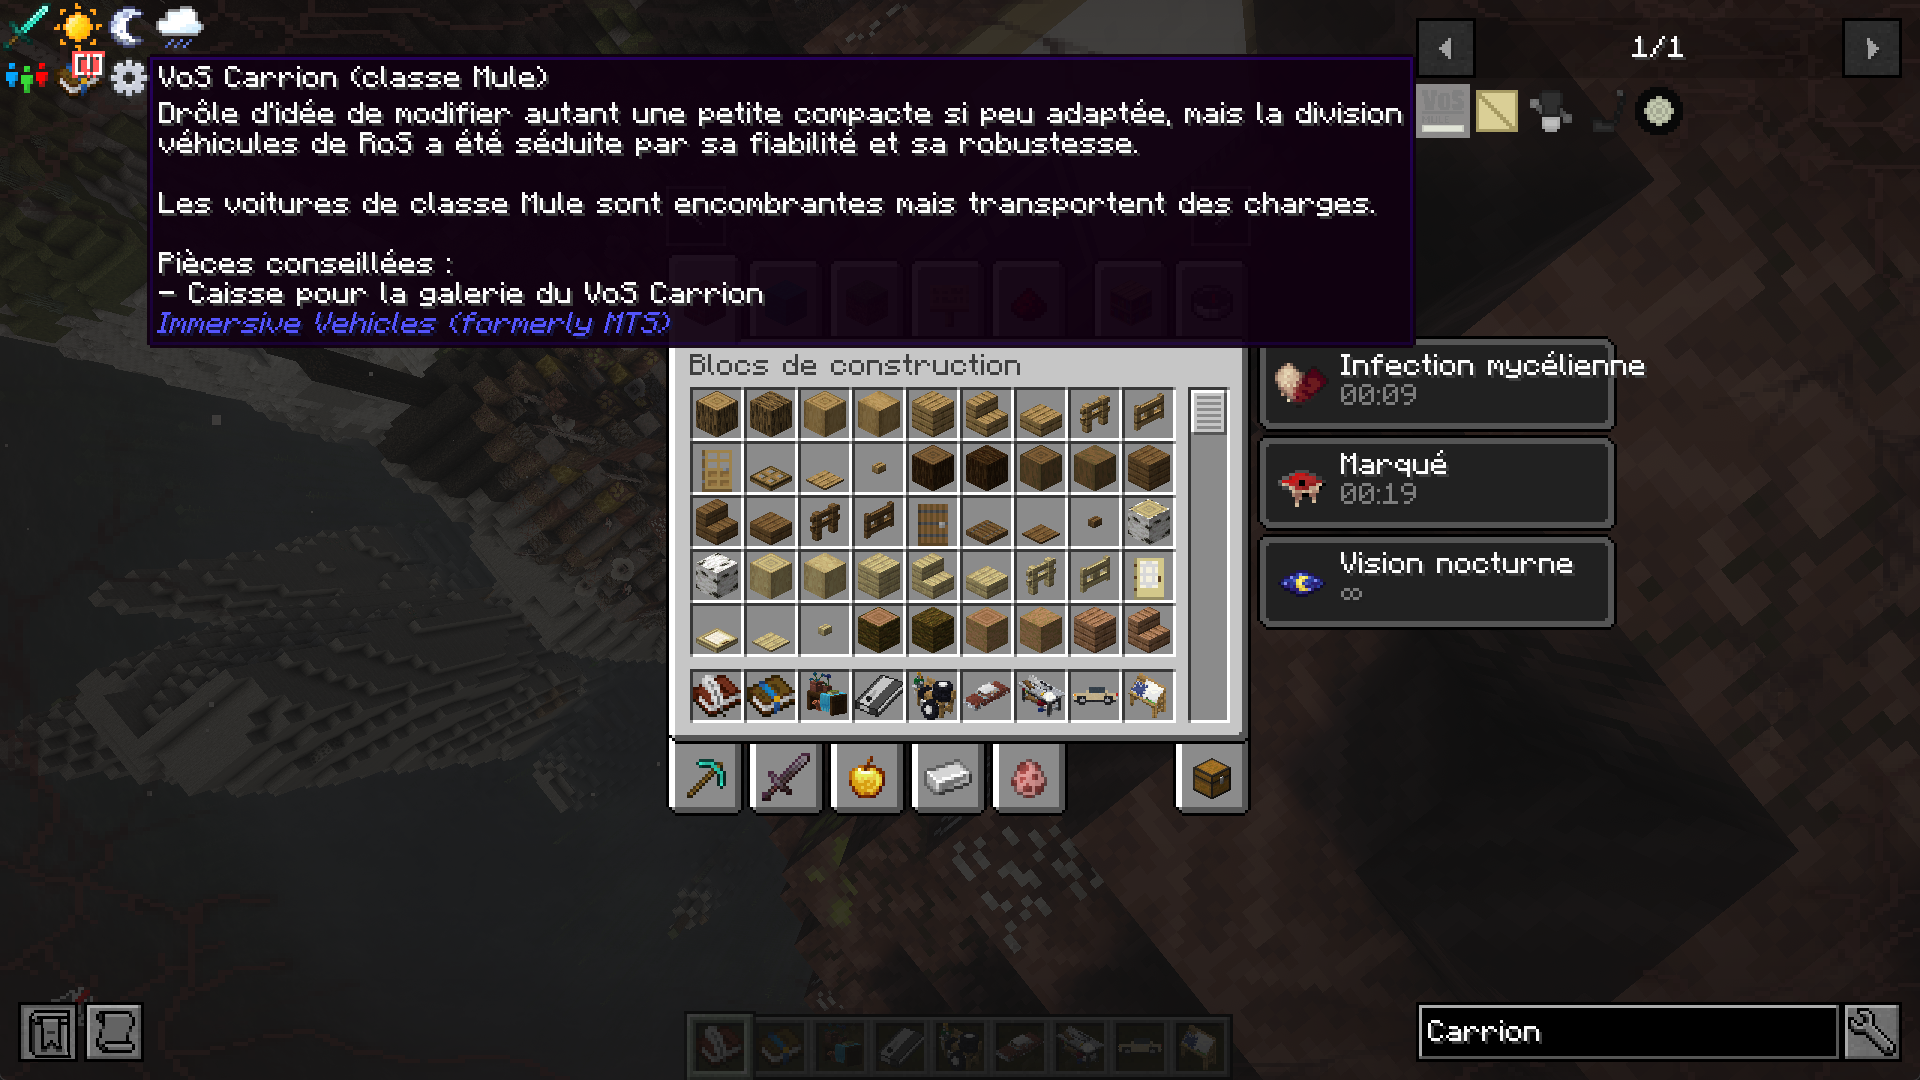 VoS Carrion (classe Mule)
Drôle d'idée de modifier autant une petite compacte si peu adaptée, mais la division
véhicules de RoS a été séduite par sa fiabilité et sa robustesse.
Les voitures de classe Mule sont encombrantes mais transportent des charges.
Pièces conseillées :
- Caisse pour la galerie du VoS Carrion
Immersive Vehicles (formerly MTS)
1/1
VoS
Blocs de construction
Infection mycélienne
00:09
Marqué
00:19
Vision nocturne
∞
Carrion